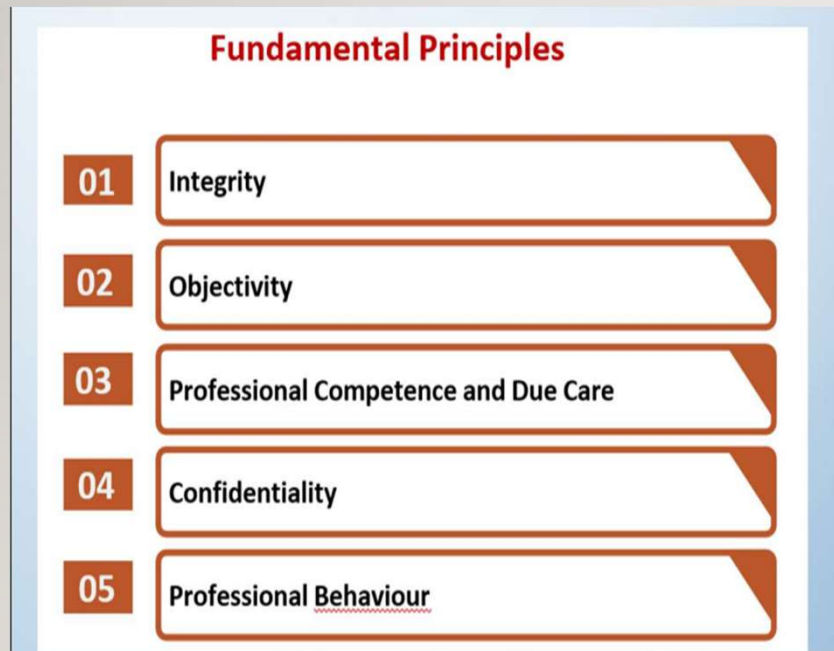 Fundamental Principles
01
Integrity
02
Objectivity
03
Professional Competence and Due Care
04
Confidentiality
05
Professional Behaviour